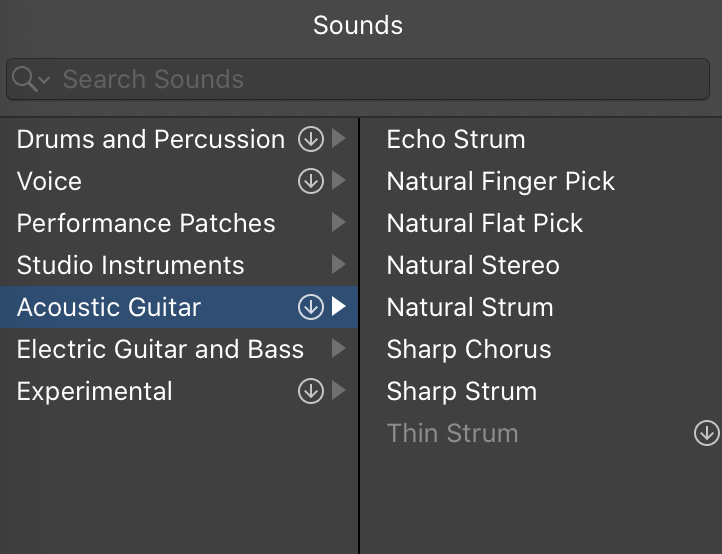 Sounds
Search Sounds
Drums and Percussion
Voice
Performance Patches
Studio Instruments
Acoustic Guitar
Electric Guitar and Bass
Experimental
Echo Strum
Natural Finger Pick
Natural Flat Pick
Natural Stereo
Natural Strum
Sharp Chorus
Sharp Strum
Thin Strum